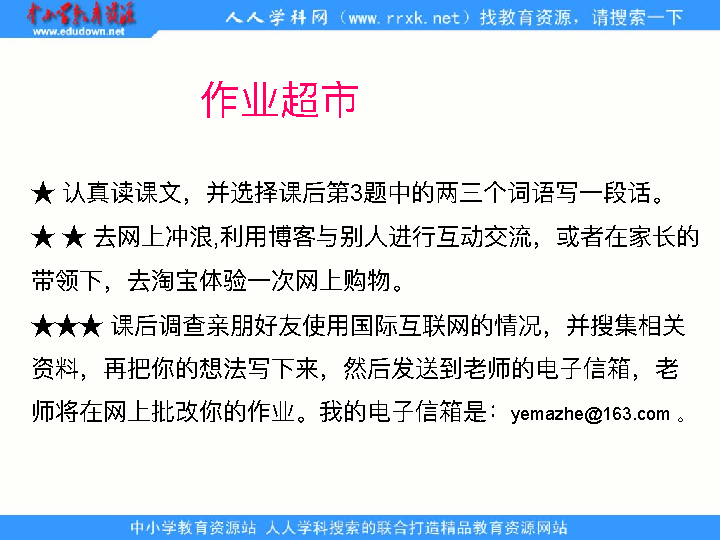 中小学教育资源
www.edudown.net
人人学科网（www.rrxk.net）找教育资源，请搜索一下
作业超市
★ 认真读课文，并选择课后第3题中的两三个词语写一段话。
★ ★ 去网上冲浪,利用博客与别人进行互动交流，或者在家长的
带领下，去淘宝体验一次网上购物。
★★★ 课后调查亲朋好友使用国际互联网的情况，并搜集相关
资料，再把你的想法写下来，然后发送到老师的电子信箱，老
师将在网上批改你的作业。我的电子信箱是：yemazhe@163.com 。
中小学教育资源站 人人学科搜索的联合打造精品教育资源网站